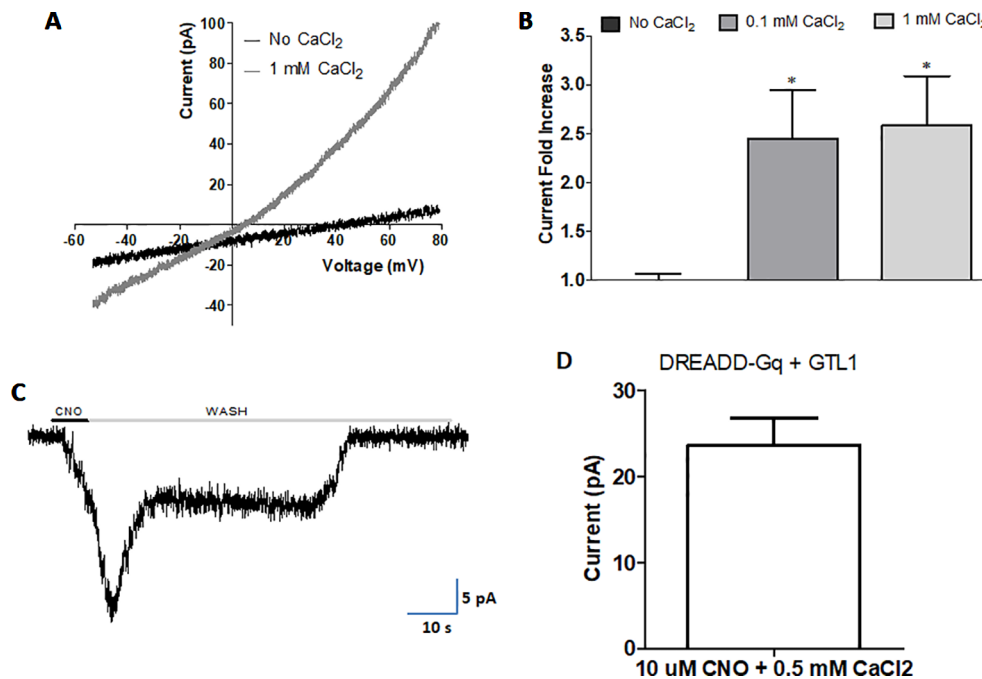 A
Current (pA)
100
80
60
40
20
-20
-40
No CaCl2
1 mM CaCl2
-60
-40
-20
20
40
60
80
Voltage (mV)
B
No CaCl2
0.1 mM CaCl2
1 mM CaCl2
Current Fold Increase
3.5
3.0
2.5
2.0
1.5
1.0
*
*
C
CNO
WASH
5 pA
10 s
D
DREADD-Gq + GTL1
Current (pA)
30
20
10
0
10 uM CNO + 0.5 mM CaCl2